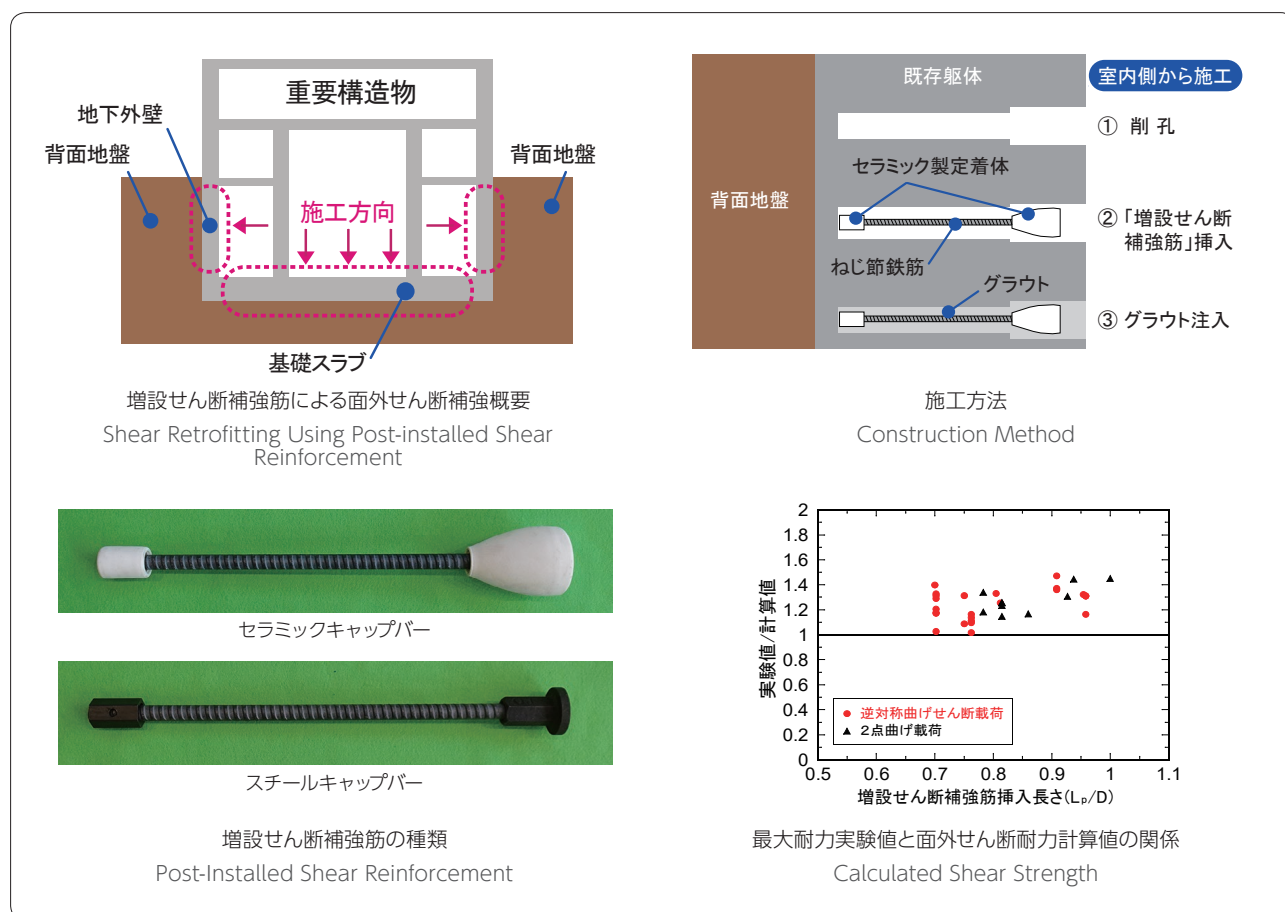 重要構造物
地下外壁
背面地盤
背面地盤
施工方向
基礎スラブ
増設せん断補強筋による面外せん断補強概要
Shear Retrofitting Using Post-installed Shear
Reinforcement
既存躯体
室内側から施工
① 削 孔
セラミック製定着体
背面地盤
② 「増設せん断
補強筋」挿入
ねじ節鉄筋
グラウト
③ グラウト注入
施工方法
Construction Method
セラミックキャップバー
スチールキャップバー
増設せん断補強筋の種類
Post-Installed Shear Reinforcement
2
1.8
1.6
1.4
1.2
1
0.8
0.6
0.4
0.2
0
実験値/計算値
逆対称曲げせん断載荷
2点曲げ載荷
0.5 0.6 0.7 0.8 0.9 1 1.1
増設せん断補強筋挿入長さ(Lp/D)
最大耐力実験値と面外せん断耐力計算値の関係
Calculated Shear Strength